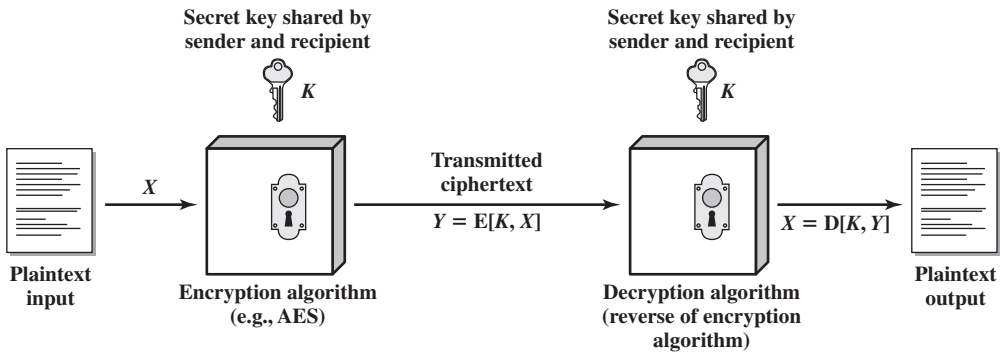 Secret key shared by
sender and recipient
K
Secret key shared by
sender and recipient
K
Plaintext
input
X
Encryption algorithm
(e.g., AES)
Transmitted
ciphertext
Y = E[K, X]
Decryption algorithm
(reverse of encryption
algorithm)
X = D[K, Y]
Plaintext
output